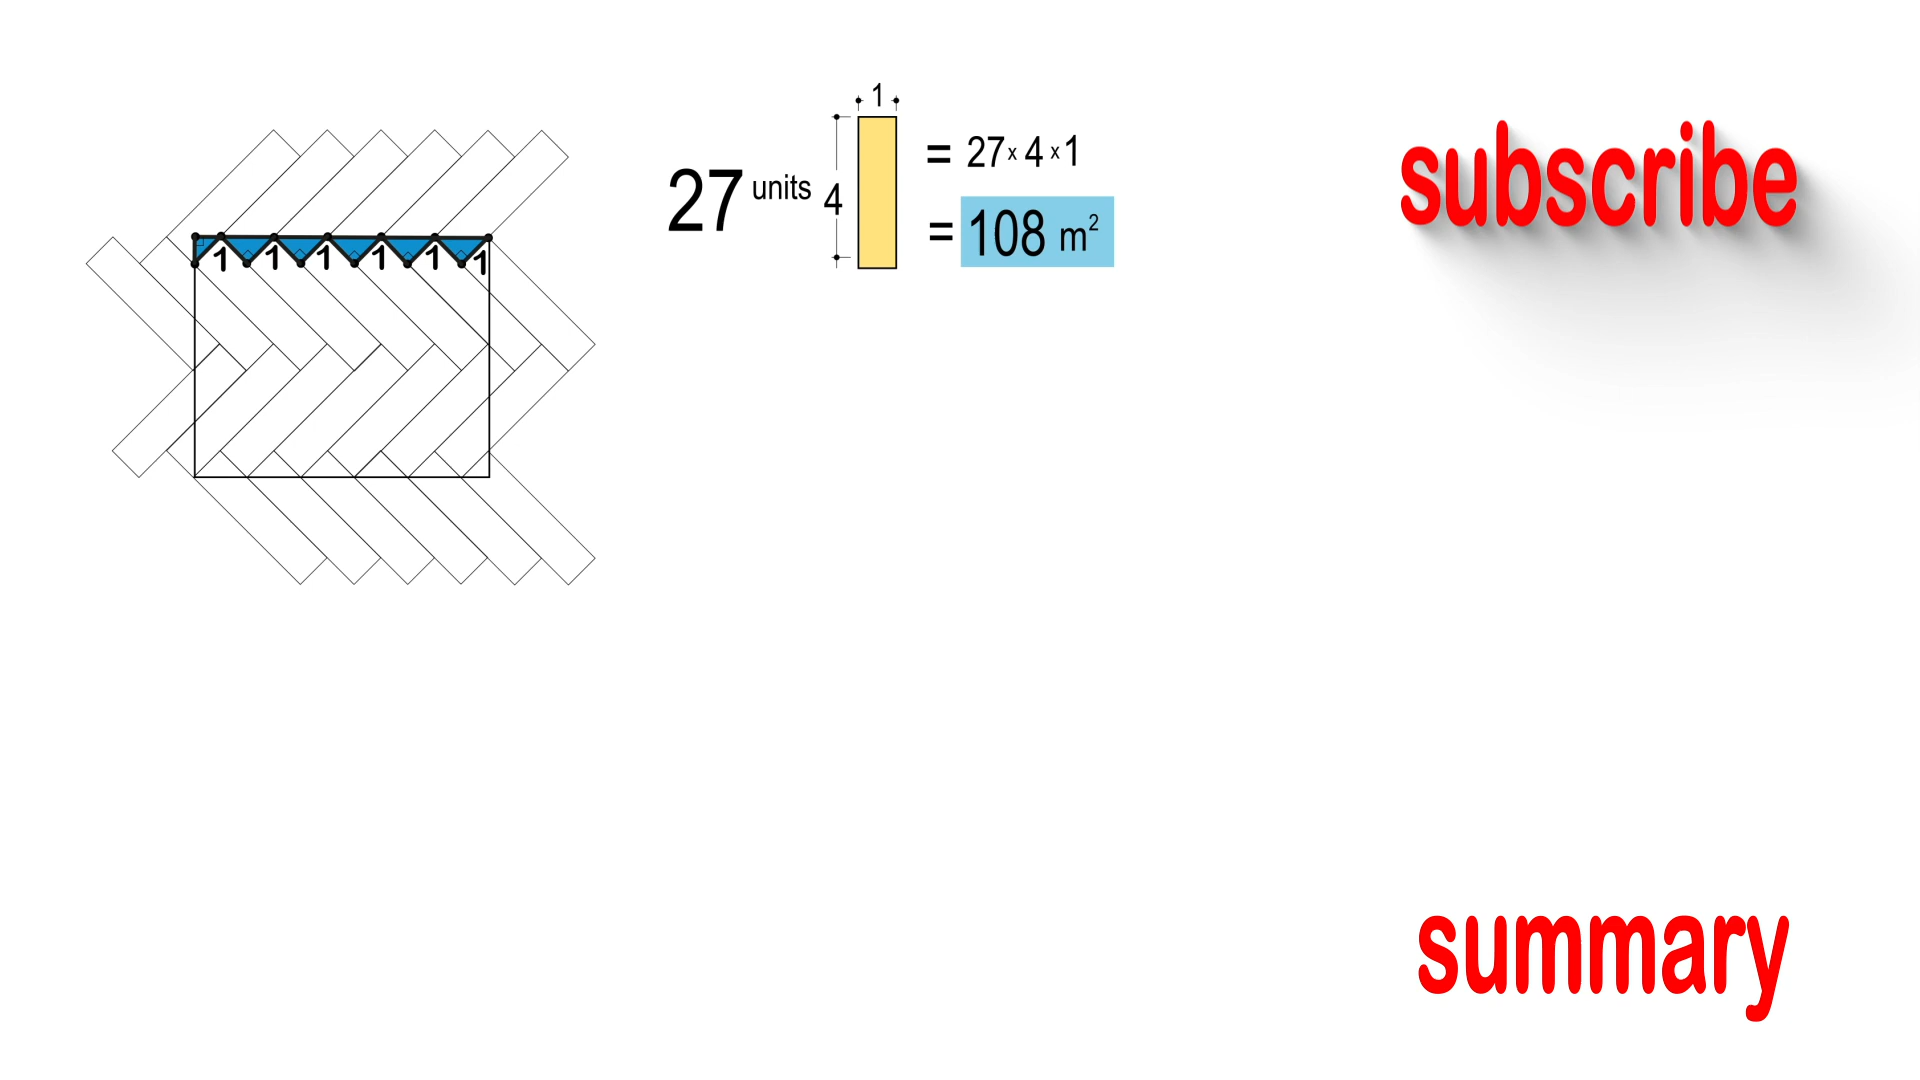 1
27 units 4 = 27 x 4 x 1
= 108 m²
1 1 1 1 1 1
subscribe
summary